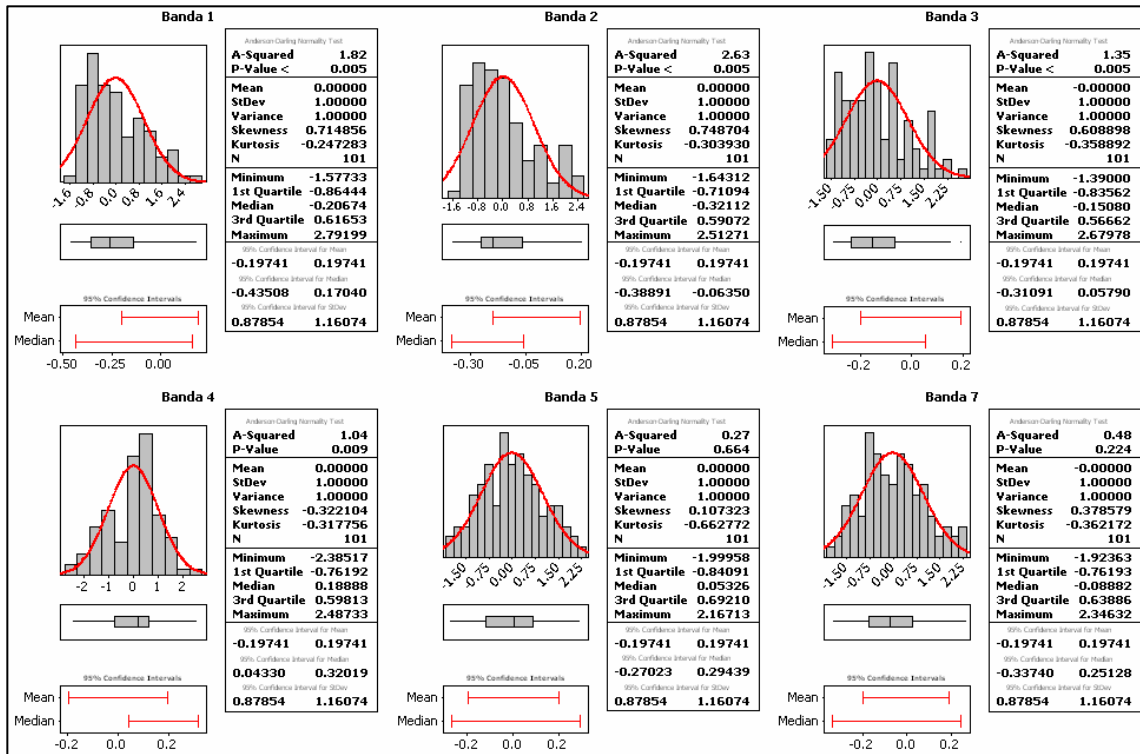 Banda 1
Anderson-Darling Normality Test
A-Squared 1.82
P-Value < 0.005
Mean 0.00000
StDev 1.00000
Variance 1.00000
Skewness 0.714856
Kurtosis -0.247283
N 101
Minimum -1.57733
1st Quartile -0.86444
Median -0.20674
3rd Quartile 0.61653
Maximum 2.79199
95% Confidence Interval for Mean
-0.19741 0.19741
95% Confidence Interval for Median
-0.43508 0.17040
95% Confidence Interval for StDev
0.87854 1.16074
-1.6 -0.8 0.0 0.8 1.6 2.4
95% Confidence Intervals
Mean
Median
-0.50 -0.25 0.00
Banda 2
Anderson-Darling Normality Test
A-Squared 2.63
P-Value < 0.005
Mean 0.00000
StDev 1.00000
Variance 1.00000
Skewness 0.748704
Kurtosis -0.303930
N 101
Minimum -1.64312
1st Quartile -0.71094
Median -0.32112
3rd Quartile 0.59072
Maximum 2.51271
95% Confidence Interval for Mean
-0.19741 0.19741
95% Confidence Interval for Median
-0.38891 -0.06350
95% Confidence Interval for StDev
0.87854 1.16074
-1.6 -0.8 0.0 0.8 1.6 2.4
95% Confidence Intervals
Mean
Median
-0.30 -0.05 0.20
Banda 3
Anderson-Darling Normality Test
A-Squared 1.35
P-Value < 0.005
Mean -0.00000
StDev 1.00000
Variance 1.00000
Skewness 0.608898
Kurtosis -0.358892
N 101
Minimum -1.39000
1st Quartile -0.83562
Median -0.15080
3rd Quartile 0.56662
Maximum 2.67978
95% Confidence Interval for Mean
-0.19741 0.19741
95% Confidence Interval for Median
-0.31091 0.05790
95% Confidence Interval for StDev
0.87854 1.16074
-1.50 -0.75 0.00 0.75 1.50 2.25
95% Confidence Intervals
Mean
Median
-0.2 0.0 0.2
Banda 4
Anderson-Darling Normality Test
A-Squared 1.04
P-Value 0.009
Mean 0.00000
StDev 1.00000
Variance 1.00000
Skewness -0.322104
Kurtosis -0.317756
N 101
Minimum -2.38517
1st Quartile -0.76192
Median 0.18888
3rd Quartile 0.59813
Maximum 2.48733
95% Confidence Interval for Mean
-0.19741 0.19741
95% Confidence Interval for Median
0.04330 0.32019
95% Confidence Interval for StDev
0.87854 1.16074
-2 -1 0 1 2
95% Confidence Intervals
Mean
Median
-0.2 0.0 0.2
Banda 5
Anderson-Darling Normality Test
A-Squared 0.27
P-Value 0.664
Mean 0.00000
StDev 1.00000
Variance 1.00000
Skewness 0.107323
Kurtosis -0.662772
N 101
Minimum -1.99958
1st Quartile -0.84091
Median 0.05326
3rd Quartile 0.69210
Maximum 2.16713
95% Confidence Interval for Mean
-0.19741 0.19741
95% Confidence Interval for Median
-0.27023 0.29439
95% Confidence Interval for StDev
0.87854 1.16074
-1.50 -0.75 0.00 0.75 1.50 2.25
95% Confidence Intervals
Mean
Median
-0.2 0.0 0.2
Banda 7
Anderson-Darling Normality Test
A-Squared 0.48
P-Value 0.224
Mean -0.00000
StDev 1.00000
Variance 1.00000
Skewness 0.378579
Kurtosis -0.362172
N 101
Minimum -1.92363
1st Quartile -0.76193
Median -0.08882
3rd Quartile 0.63886
Maximum 2.34632
95% Confidence Interval for Mean
-0.19741 0.19741
95% Confidence Interval for Median
-0.33740 0.25128
95% Confidence Interval for StDev
0.87854 1.16074
-1.50 -0.75 0.00 0.75 1.50 2.25
95% Confidence Intervals
Mean
Median
-0.2 0.0 0.2